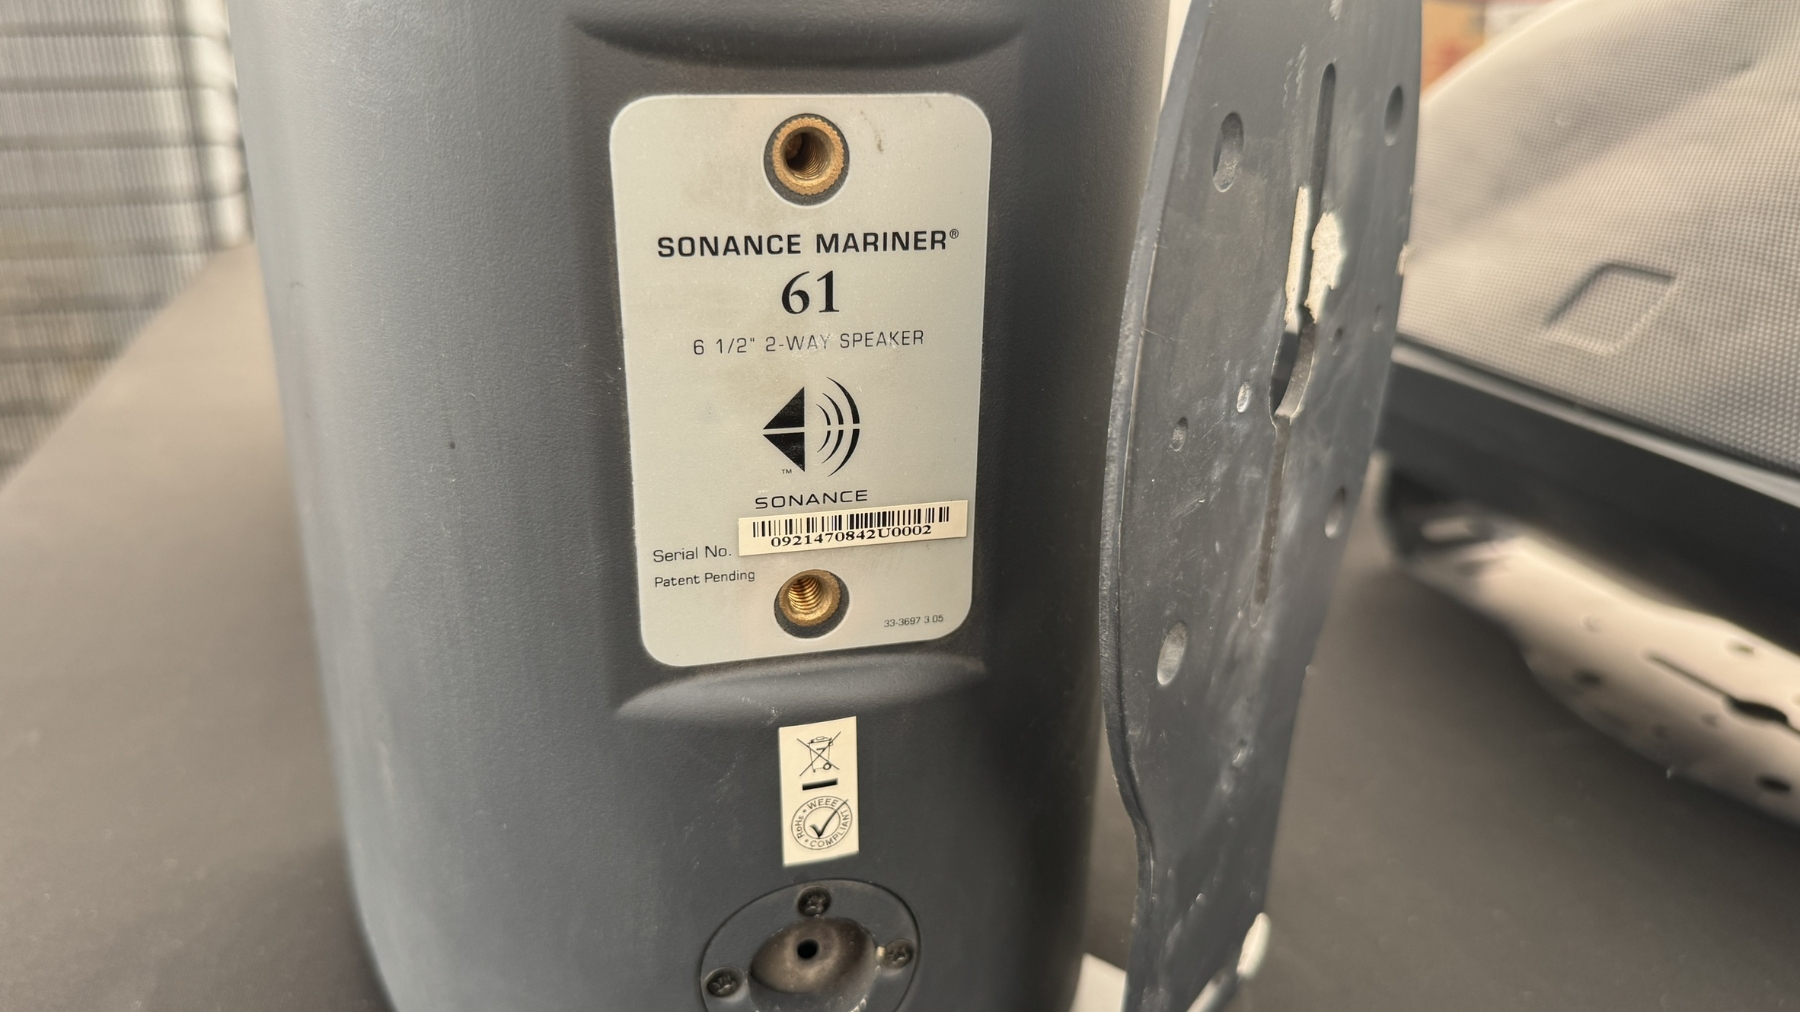 SONANCE MARINER®
61
6 1/2" 2-WAY SPEAKER
TM
SONANCE
Serial No. 0921470842U0002
Patent Pending
33-3697 3.05
WEEE
RoHS
COMPLIANT